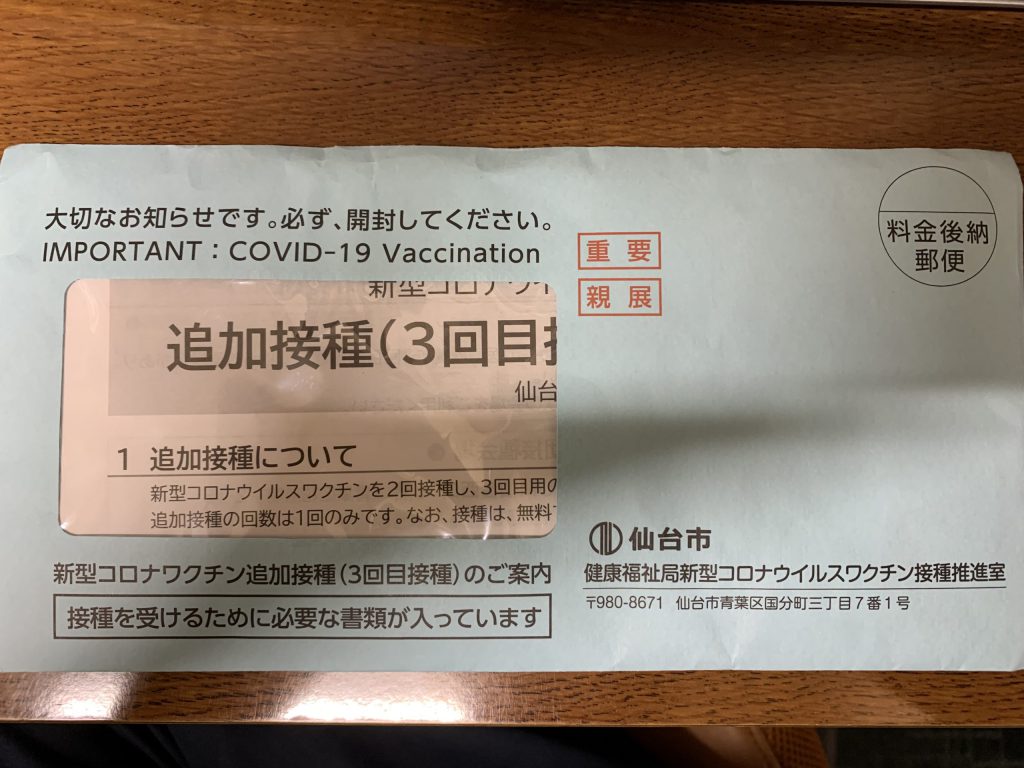 大切なお知らせです。必ず、開封してください。
IMPORTANT：COVID-19 Vaccination
重要
親展
料金後納
郵便
新型コロナワク
追加接種（3回目
仙台
1 追加接種について
新型コロナウイルスワクチンを2回接種し、3回目用の
追加接種の回数は1回のみです。なお、接種は、無料
新型コロナワクチン追加接種（3回目接種）のご案内
接種を受けるために必要な書類が入っています
仙台市
健康福祉局新型コロナウイルスワクチン接種推進室
〒980-8671 仙台市青葉区国分町三丁目7番1号